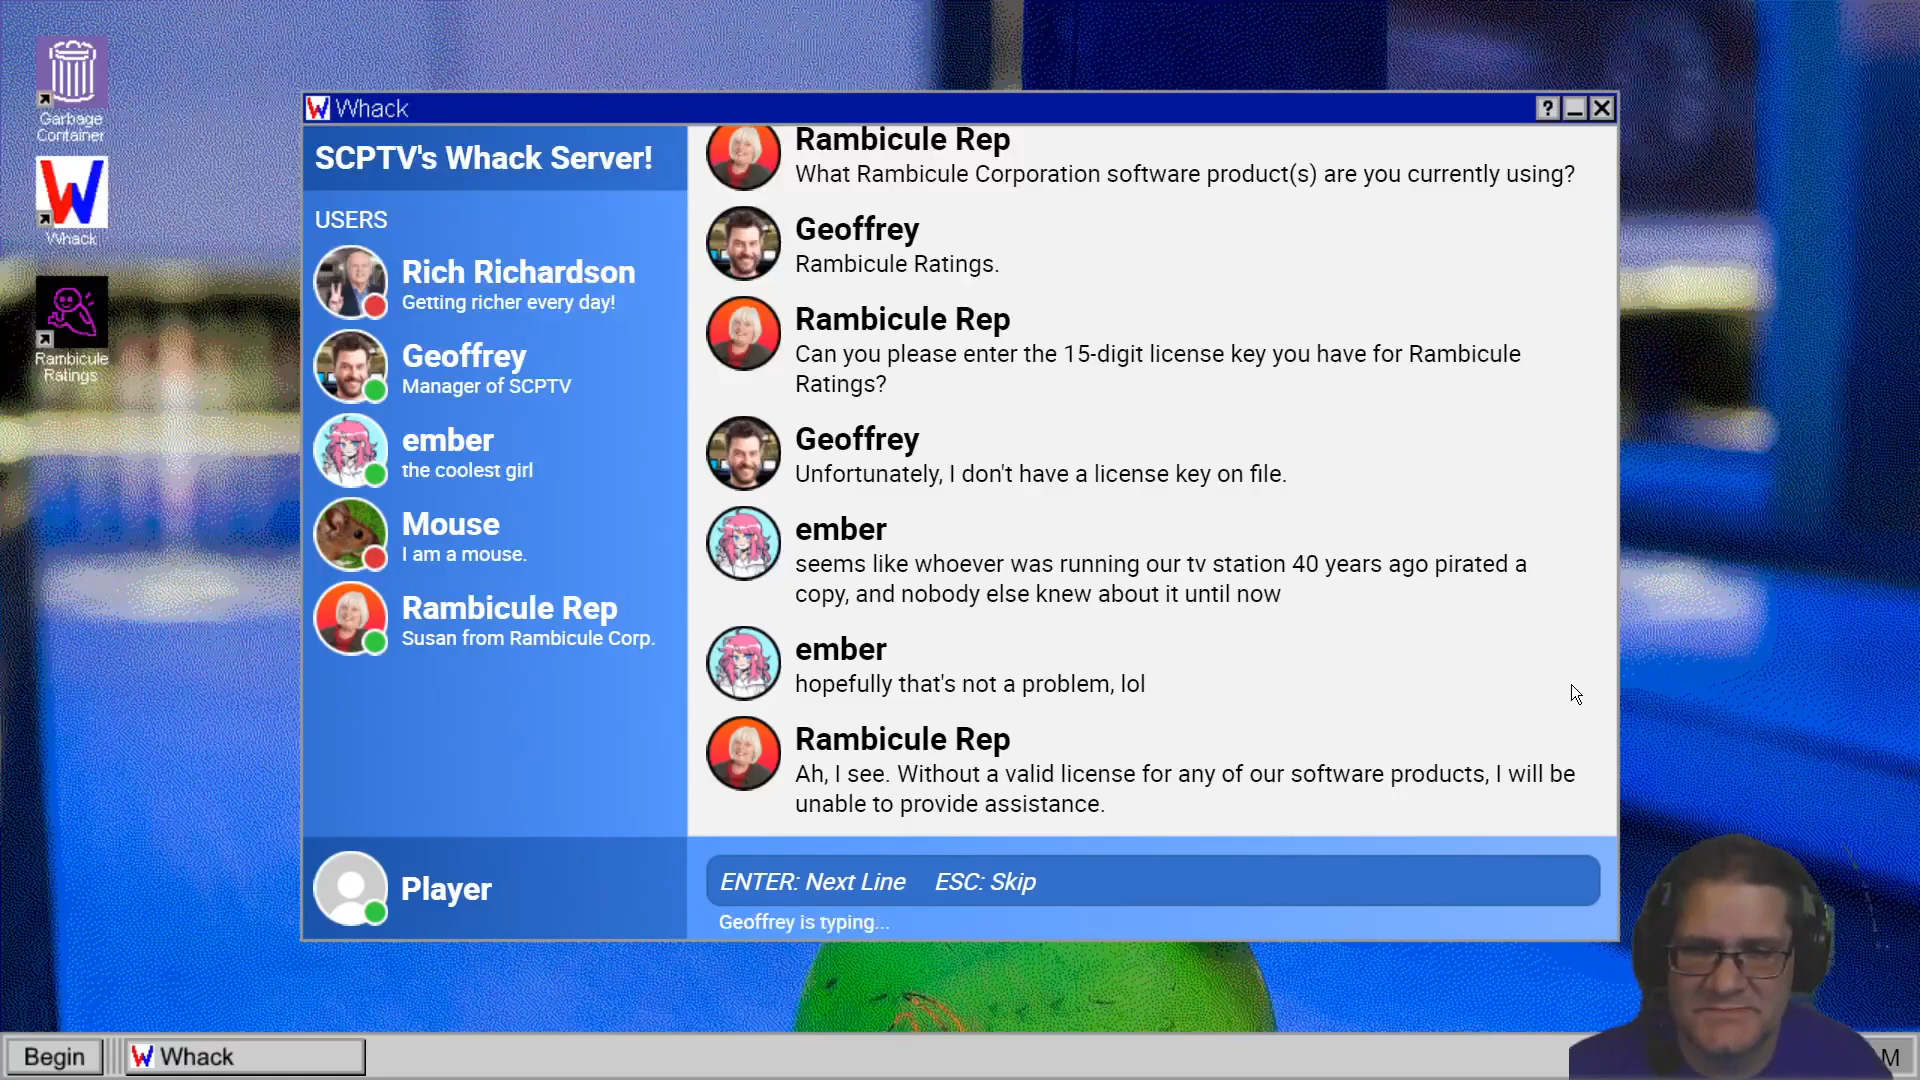 Garbage
Container
Whack
Rambicule
Ratings
Whack
SCPTV's Whack Server!
USERS
Rich Richardson
Getting richer every day!
Geoffrey
Manager of SCPTV
ember
the coolest girl
Mouse
I am a mouse.
Rambicule Rep
Susan from Rambicule Corp.
Player
Rambicule Rep
What Rambicule Corporation software product(s) are you currently using?
Geoffrey
Rambicule Ratings.
Rambicule Rep
Can you please enter the 15-digit license key you have for Rambicule
Ratings?
Geoffrey
Unfortunately, I don't have a license key on file.
ember
seems like whoever was running our tv station 40 years ago pirated a
copy, and nobody else knew about it until now
ember
hopefully that's not a problem, lol
Rambicule Rep
Ah, I see. Without a valid license for any of our software products, I will be
unable to provide assistance.
ENTER: Next Line ESC: Skip
Geoffrey is typing...
Begin
Whack